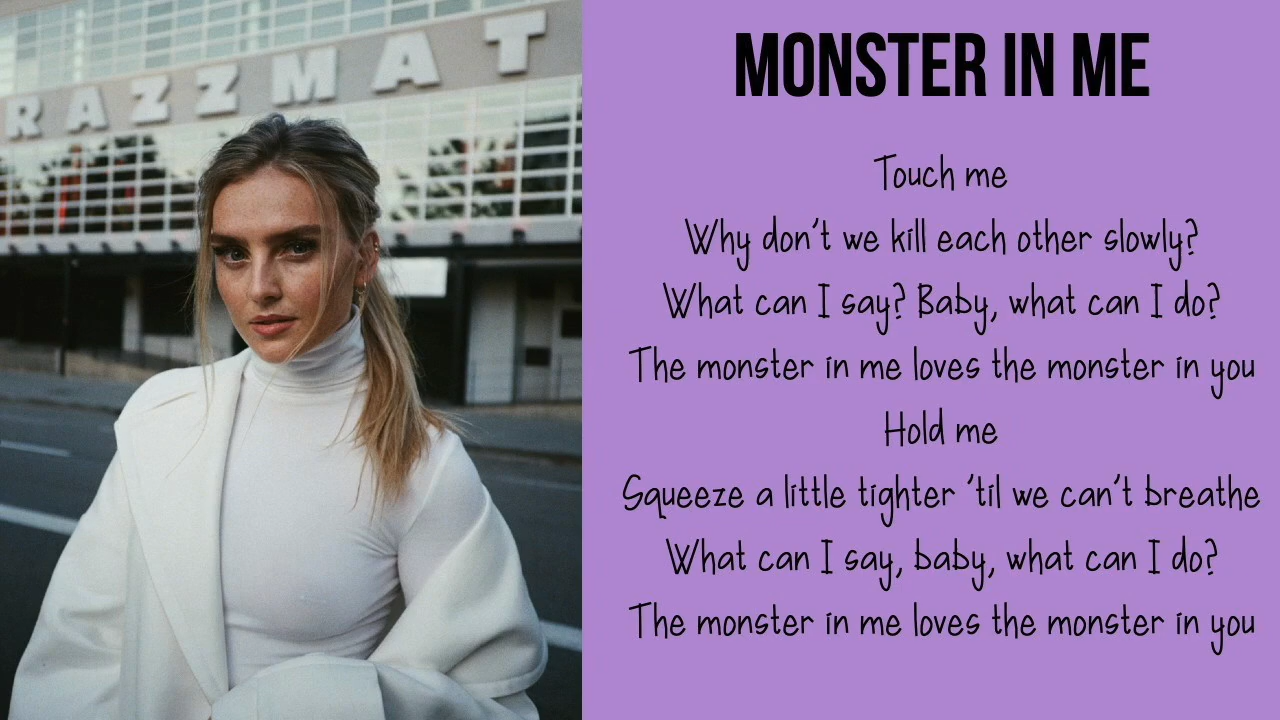 RAZZMAT
MONSTER IN ME
Touch me
Why don't we kill each other slowly?
What can I say? Baby, what can I do?
The monster in me loves the monster in you
Hold me
Squeeze a little tighter 'til we can't breathe
What can I say, baby, what can I do?
The monster in me loves the monster in you